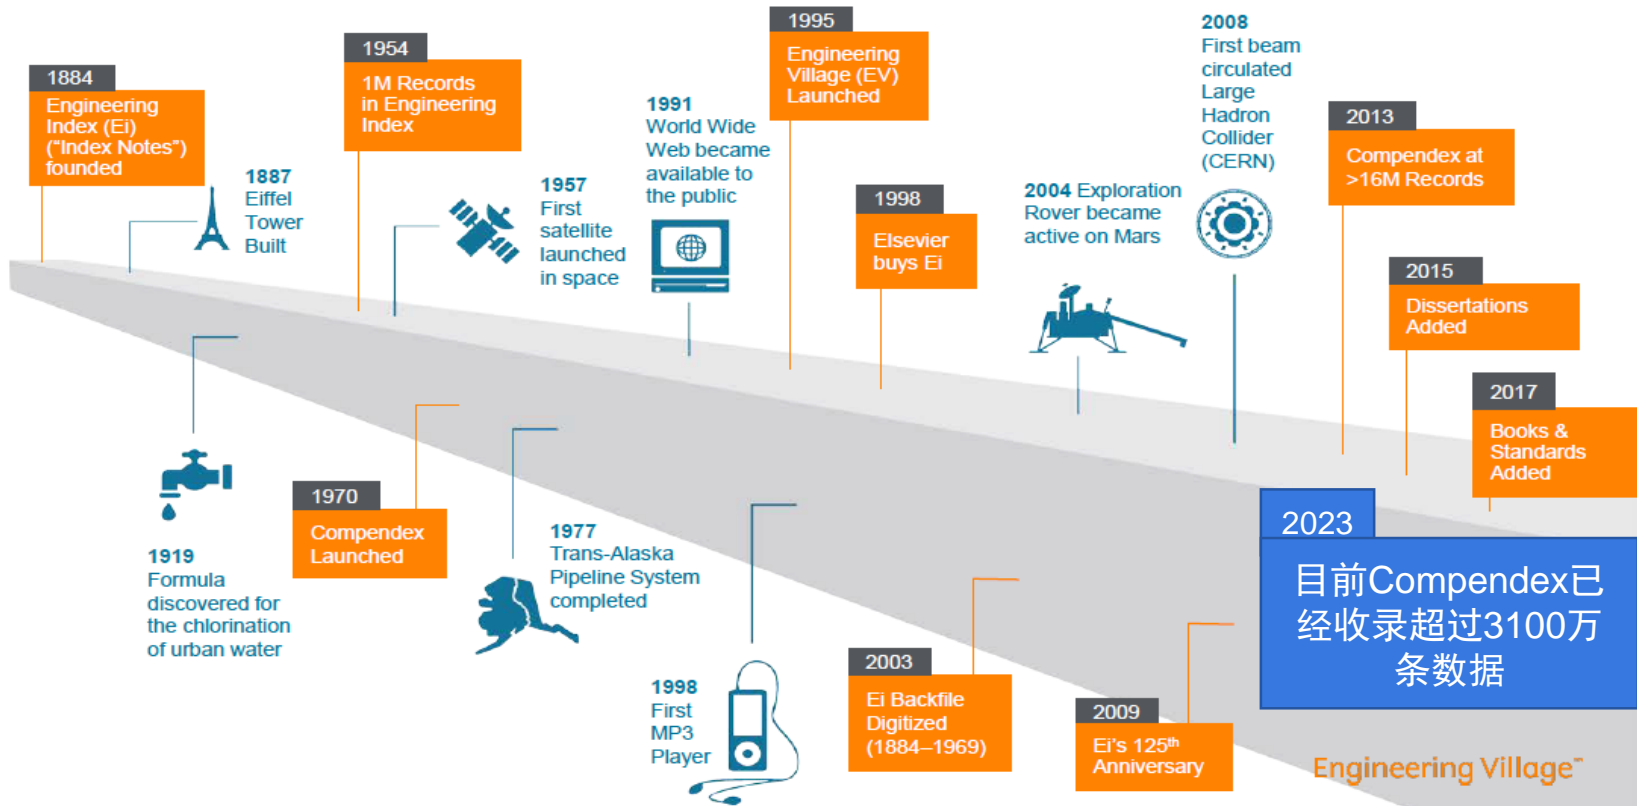 1884
Engineering
Index (Ei)
("Index Notes")
founded
1887
Eiffel
Tower
Built
1954
1M Records
in Engineering
Index
1957
First
satellite
launched
in space
1991
World Wide
Web became
available to
the public
1995
Engineering
Village (EV)
Launched
1998
Elsevier
buys Ei
2004 Exploration
Rover became
active on Mars
2008
First beam
circulated
Large
Hadron
Collider
(CERN)
2013
Compendex at
>16M Records
2015
Dissertations
Added
2017
Books &
Standards
Added
1919
Formula
discovered for
the chlorination
of urban water
1970
Compendex
Launched
1977
Trans-Alaska
Pipeline System
completed
1998
First
MP3
Player
2003
Ei Backfile
Digitized
(1884–1969)
2009
Ei's 125th
Anniversary
2023
目前Compendex已
经收录超过3100万
条数据
Engineering Village™